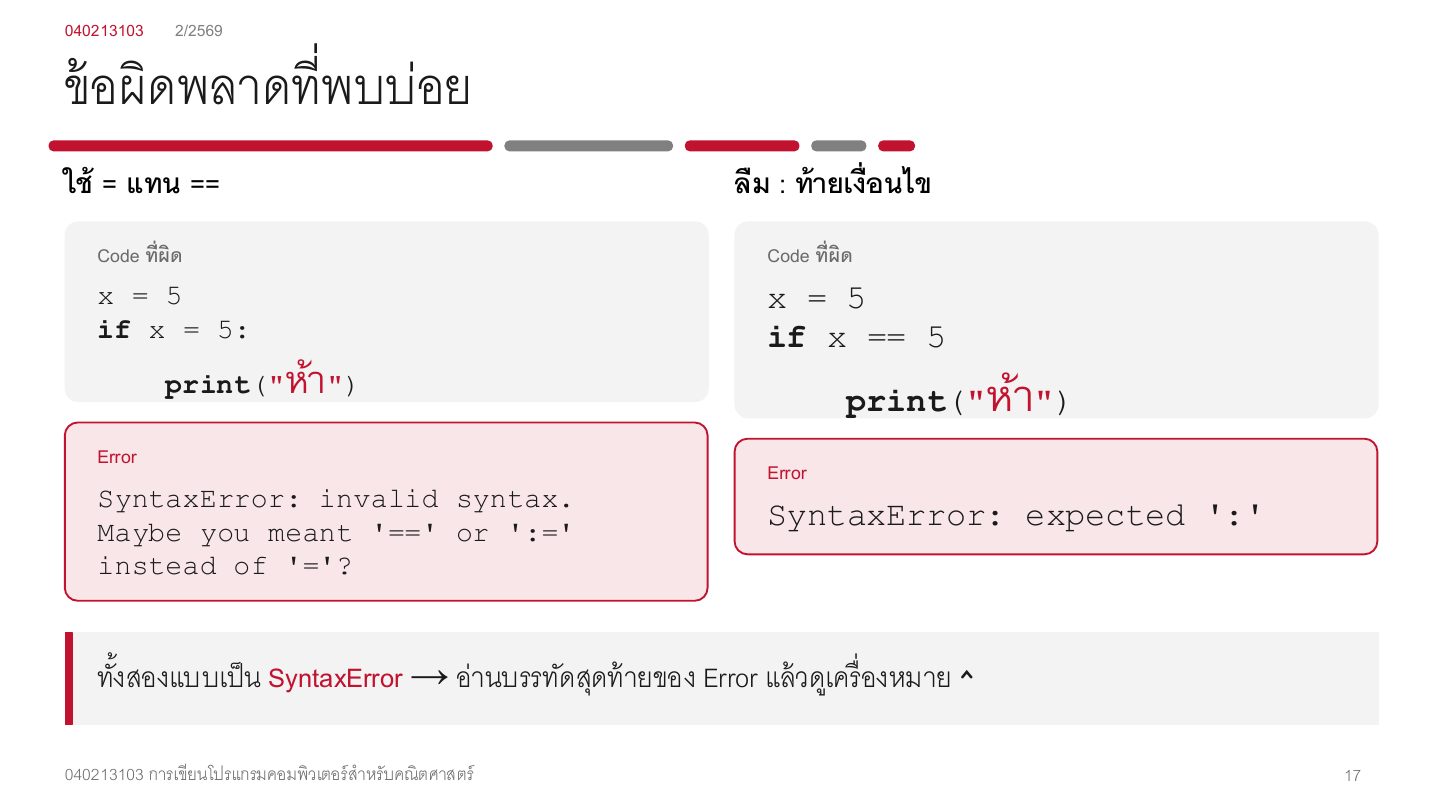 040213103 2/2569
ข้อผิดพลาดที่พบบ่อย
ใช้ = แทน ==
Code ที่ผิด
x = 5
if x = 5:
    print("ห้า")
Error
SyntaxError: invalid syntax.
Maybe you meant '==' or ':='
instead of '='?
ลืม : ท้ายเงื่อนไข
Code ที่ผิด
x = 5
if x == 5
    print("ห้า")
Error
SyntaxError: expected ':'
ทั้งสองแบบเป็น SyntaxError ⟶ อ่านบรรทัดสุดท้ายของ Error แล้วดูเครื่องหมาย ^
040213103 การเขียนโปรแกรมคอมพิวเตอร์สำหรับคณิตศาสตร์
17